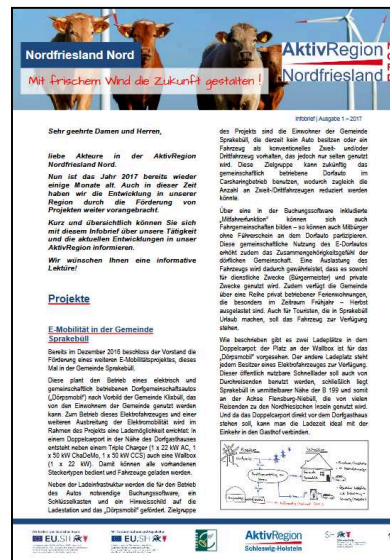 Nordfriesland Nord
Mit frischem Wind die Zukunft gestalten !
AktivRegion
Nordfriesland
Infobrief | Ausgabe 1 – 2017
Sehr geehrte Damen und Herren,
liebe Akteure in der AktivRegion
Nordfriesland Nord.
Nun ist das Jahr 2017 bereits wieder
einige Monate alt. Auch in dieser Zeit
haben wir die Entwicklung in unserer
Region durch die Förderung von
Projekten weiter vorangebracht.
Kurz und übersichtlich können Sie sich
mit diesem Infobrief über unsere Tätigkeit
und die aktuellen Entwicklungen in unser
AktivRegion informieren.
Wir wünschen Ihnen eine informative
Lektüre!
Projekte
E-Mobilität in der Gemeinde
Sprakebüll
Bereits im Dezember 2016 beschloss der Vorstand die
Förderung eines weiteren E-Mobilitätsprojektes, dieses
Mal in der Gemeinde Sprakebüll.
Diese plant den Betrieb eines elektrisch und
gemeinschaftlich betriebenen Dorfgemeinschaftsautos
(„Dörpsmobil“) nach Vorbild der Gemeinde Klixbüll, das
von den Einwohnern der Gemeinde genutzt werden
kann. Zum Betrieb dieses Elektrofahrzeuges und einer
weiteren Ausbreitung der Elektromobilität wird im
Rahmen des Projektes eine Lademöglichkeit errichtet: In
einem Doppelcarport in der Nähe des Dorfgasthauses
entsteht neben einem Triple Charger (1 x 22 kW AC, 1
x 50 kW ChaDeMo, 1 x 50 kW CCS) auch eine Wallbox
(1 x 22 kW). Damit können alle vorhandenen
Steckertypen bedient und Fahrzeuge geladen werden.
Neben der Ladeinfrastruktur werden die für den Betrieb
des Autos notwendige Buchungssoftware, ein
Schlüsselkasten und ein Hinweisschild auf die
Ladestation und das „Dörpsmobil“ gefördert. Zielgruppe
des Projekts sind die Einwohner der Gemeinde
Sprakebüll, die derzeit kein Auto besitzen oder ein
Fahrzeug als konventionelles Zweit- und/oder
Drittfahrzeug vorhalten, das jedoch nur selten genutzt
wird. Diese Zielgruppe kann zukünftig das
gemeinschaftlich betriebene Dorfauto im
Carsharingbetrieb benutzen, wodurch zugleich die
Anzahl an Zweit-/Drittfahrzeugen reduziert werden
könnte.
Über eine in der Buchungssoftware inkludierte
„Mitfahrerfunktion“ können sich auch
Fahrgemeinschaften bilden – so können auch Mitbürger
ohne Führerschein an dem Dorfauto partizipieren.
Diese gemeinschaftliche Nutzung des E-Dorfautos
erhöht zudem das Zusammengehörigkeitsgefühl der
dörflichen Gemeinschaft. Eine Auslastung des
Fahrzeugs wird dadurch gewährleistet, dass es sowohl
für dienstliche Zwecke (Bürgermeister) und private
Zwecke genutzt wird. Zudem verfügt die Gemeinde
über eine Reihe privat betriebener Ferienwohnungen,
die besonders im Zeitraum Frühjahr – Herbst
ausgelastet sind. Auch für Touristen, die in Sprakebüll
Urlaub machen, soll das Fahrzeug zur Verfügung
stehen.
Wie beschrieben gibt es zwei Ladeplätze in dem
Doppelcarport: der Platz an der Wallbox ist für das
„Dörpsmobil“ vorgesehen. Der andere Ladeplatz steht
jedem Besitzer eines Elektrofahrzeuges zur Verfügung.
Dieser öffentlich nutzbare Schnelllader soll auch von
Durchreisenden benutzt werden, schließlich liegt
Sprakebüll in unmittelbarer Nähe der B 199 und somit
an der Achse Flensburg-Niebüll, die von vielen
Reisenden zu den Nordfriesischen Inseln genutzt wird.
Und da das Doppelcarport direkt vor dem Dorfgasthaus
stehen soll, kann man die Ladezeit ideal mit der
Einkehr in den Gasthof verbinden.
EU.SH
EU.SH
AktivRegion
Schleswig-Holstein